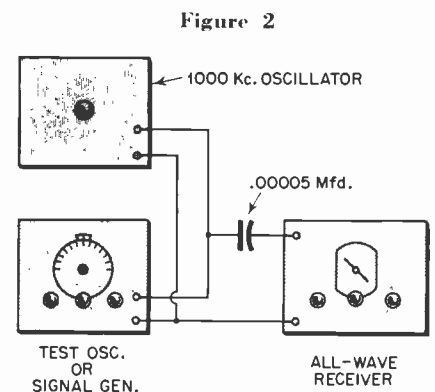 Figure 2
1000 Kc. OSCILLATOR
.00005 Mfd.
TEST OSC.
OR
SIGNAL GEN.
ALL-WAVE
RECEIVER